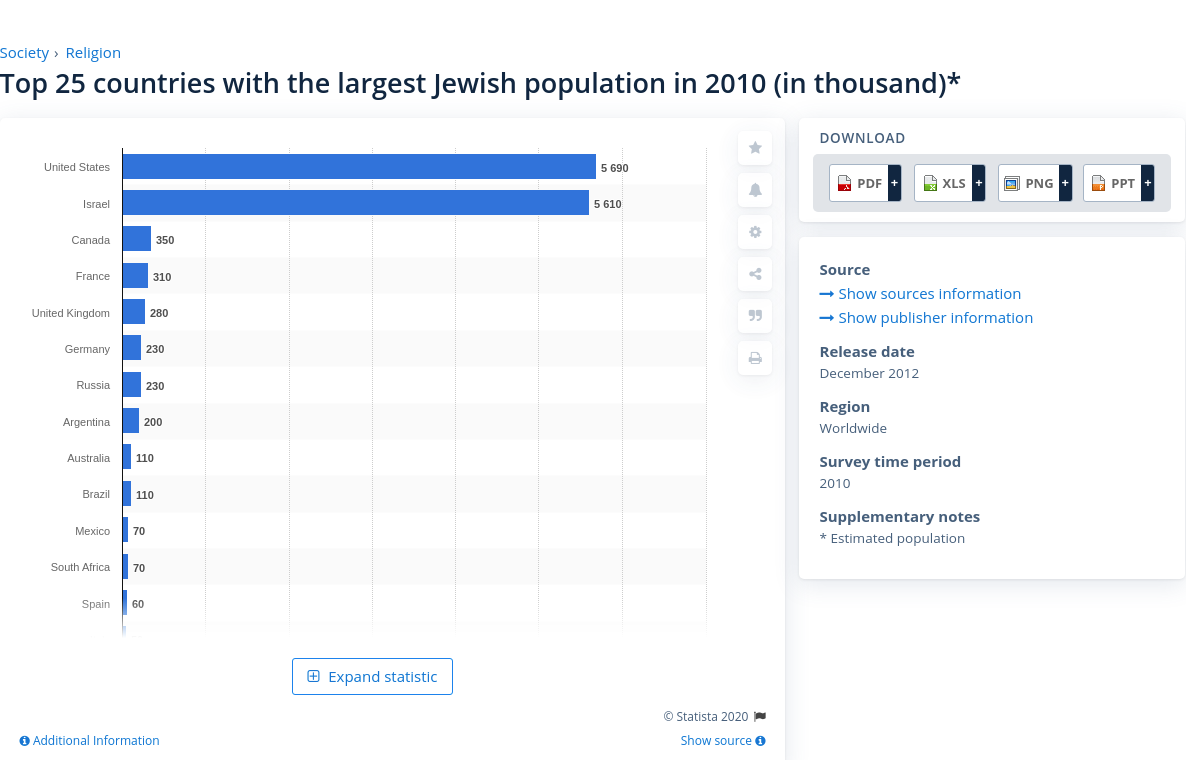 Society › Religion
Top 25 countries with the largest Jewish population in 2010 (in thousand)*
United States 5 690
Israel 5 610
Canada 350
France 310
United Kingdom 280
Germany 230
Russia 230
Argentina 200
Australia 110
Brazil 110
Mexico 70
South Africa 70
Spain 60
Expand statistic
© Statista 2020
Additional Information
Show source
DOWNLOAD
PDF + XLS + PNG + PPT +
Source
Show sources information
Show publisher information
Release date
December 2012
Region
Worldwide
Survey time period
2010
Supplementary notes
* Estimated population